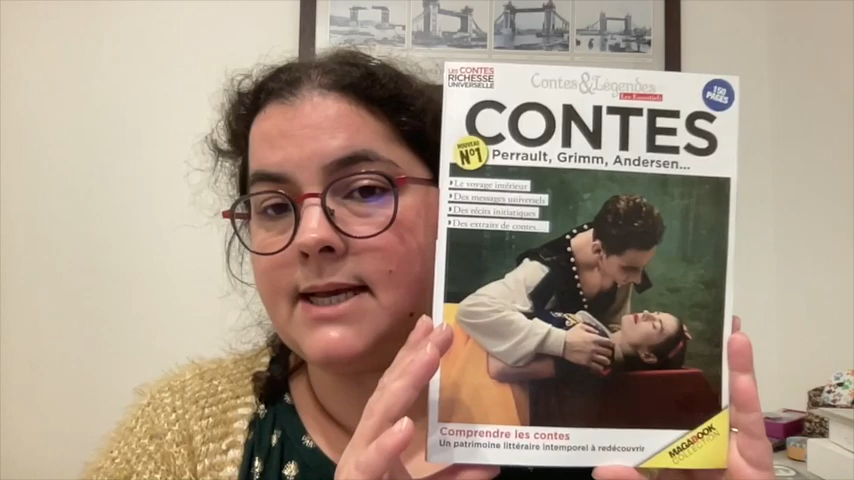 LES CONTES
RICHESSE
UNIVERSELLE
Contes & Légendes
Les Essentiels
150
PAGES
CONTES
NOUVEAU
N°1
Perrault, Grimm, Andersen...
Le voyage intérieur
Des messages universels
Des récits initiatiques
Des extraits de contes...
Comprendre les contes
Un patrimoine littéraire intemporel à redécouvrir
MAGABOOK
COLLECTION